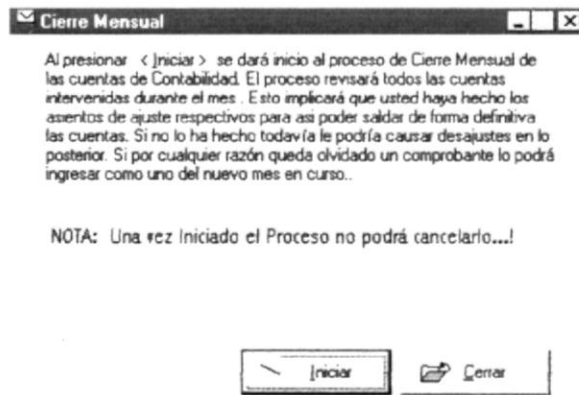 Cierre Mensual
Al presionar < Iniciar > se dará inicio al proceso de Cierre Mensual de
las cuentas de Contabilidad. El proceso revisará todos las cuentas
intervenidas durante el mes . Esto implicará que usted haya hecho los
asientos de ajuste respectivos para asi poder saldar de forma definitiva
las cuentas. Si no lo ha hecho todavía le podría causar desajustes en lo
posterior. Si por cualquier razón queda olvidado un comprobante lo podrá
ingresar como uno del nuevo mes en curso..
NOTA: Una vez Iniciado el Proceso no podrá cancelarlo...!
Iniciar
Cerrar